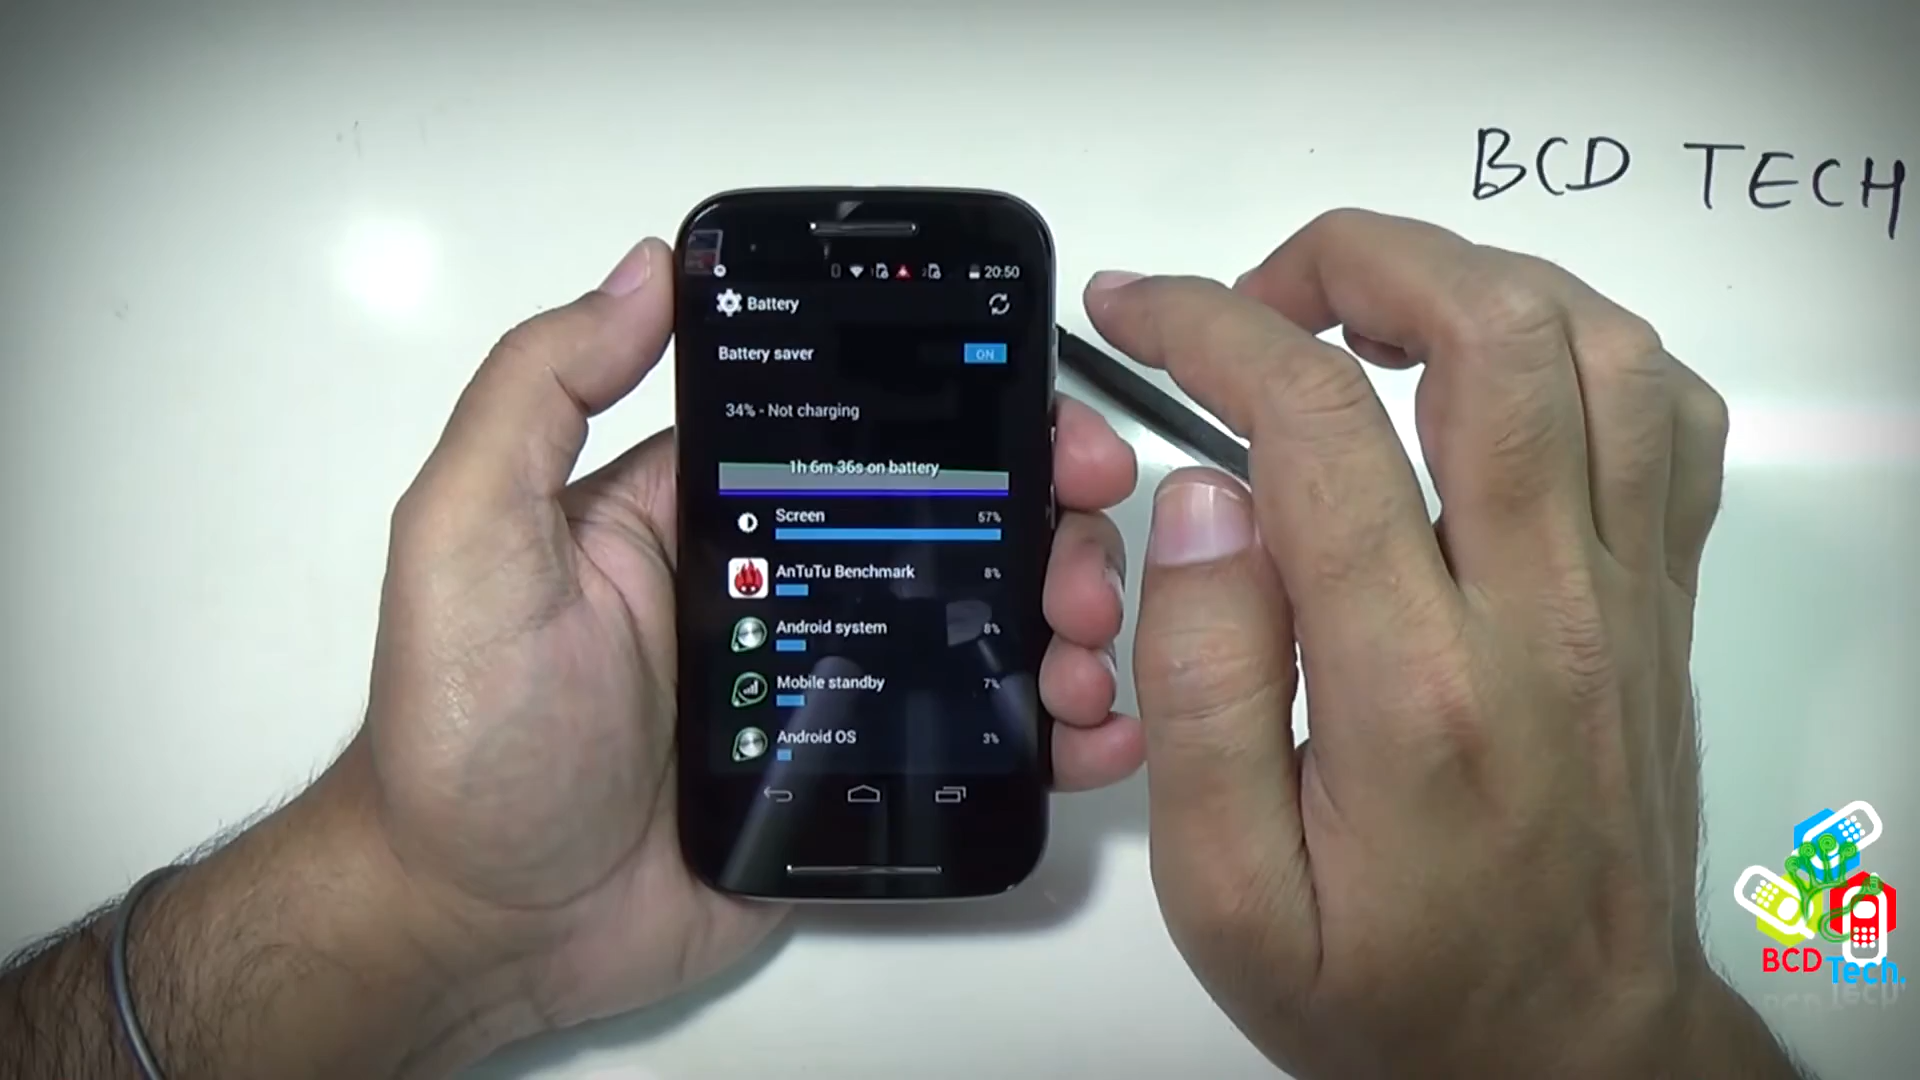 BCD TECH
20:50
Battery
Battery saver ON
34% - Not charging
1h 6m 36s on battery
Screen 57%
AnTuTu Benchmark 8%
Android system 8%
Mobile standby 7%
Android OS 3%
BCD Tech.